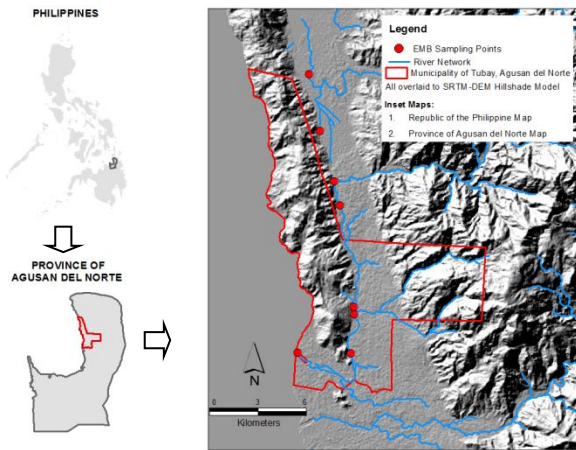 PHILIPPINES
PROVINCE OF
AGUSAN DEL NORTE
Legend
EMB Sampling Points
River Network
Municipality of Tubay, Agusan del Norte
All overlaid to SRTM-DEM Hillshade Model
Inset Maps:
1. Republic of the Philippine Map
2. Province of Agusan del Norte Map
N
0 3 6
Kilometers